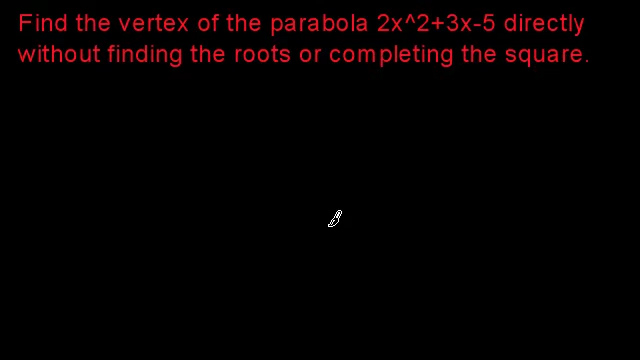 Find the vertex of the parabola 2x^2+3x-5 directly
without finding the roots or completing the square.